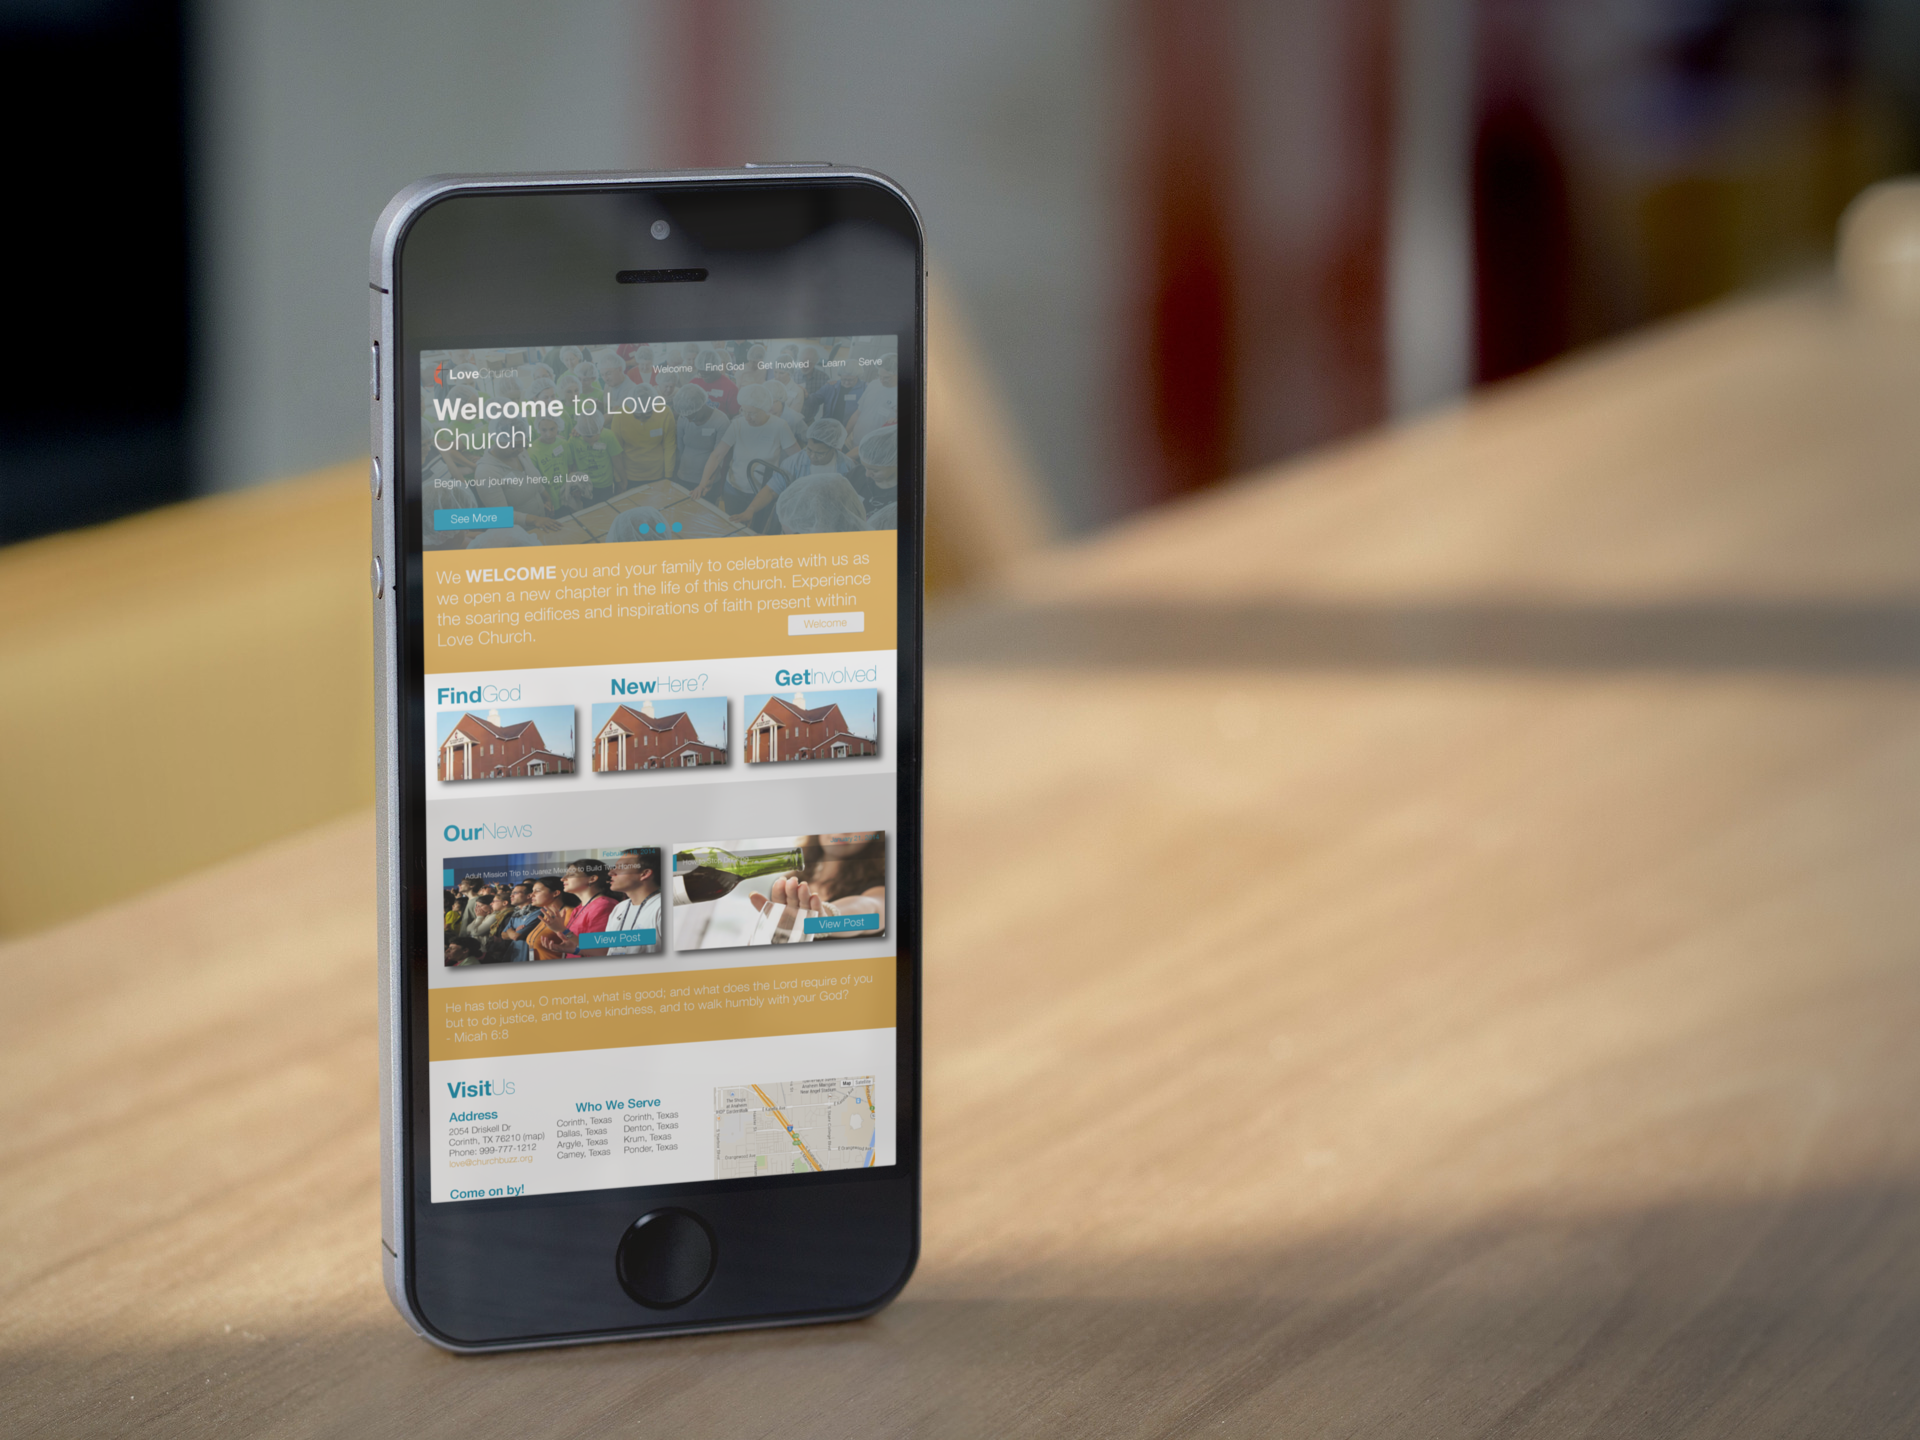 LoveChurch
Welcome Find God Get Involved Learn Serve
Welcome to Love
Church!
Begin your journey here, at Love
See More
We WELCOME you and your family to celebrate with us as
we open a new chapter in the life of this church. Experience
the soaring edifices and inspirations of faith present within
Love Church.
Welcome
FindGod
NewHere?
GetInvolved
OurNews
2014
Adult Mission Trip to Juarez Mexico to Build Two Homes
View Post
View Post
He has told you, O mortal, what is good; and what does the Lord require of you
but to do justice, and to love kindness, and to walk humbly with your God?
- Micah 6:8
VisitUs
Address
2054 Driskell Dr
Corinth, TX 76210 (map)
Phone: 999-777-1212
love@churchbuzz.org
Who We Serve
Corinth, Texas Corinth, Texas
Dallas, Texas Denton, Texas
Argyle, Texas Krum, Texas
Carney, Texas Ponder, Texas
Map
Come on by!